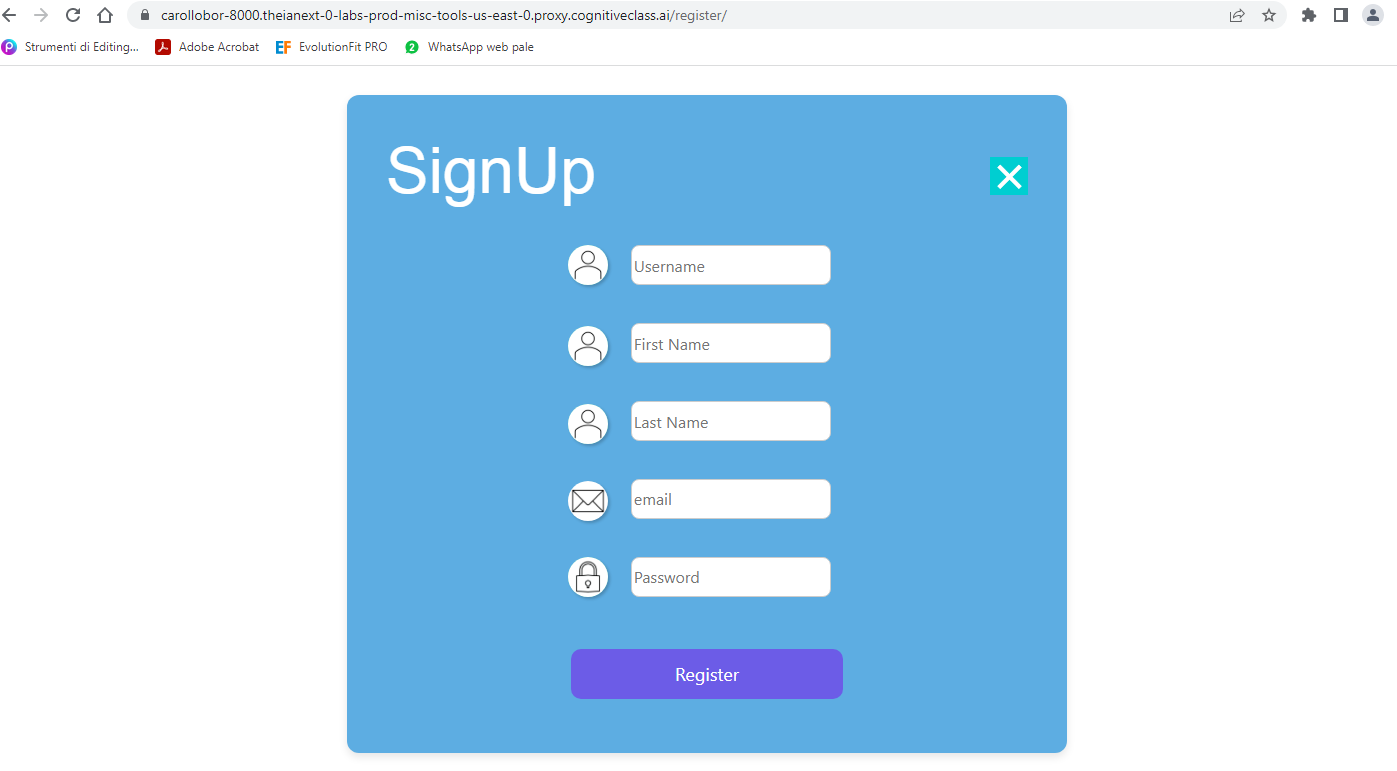 carollobor-8000.theianext-0-labs-prod-misc-tools-us-east-0.proxy.cognitiveclass.ai/register/
Strumenti di Editing... Adobe Acrobat EF EvolutionFit PRO 2 WhatsApp web pale
SignUp
Username
First Name
Last Name
email
Password
Register